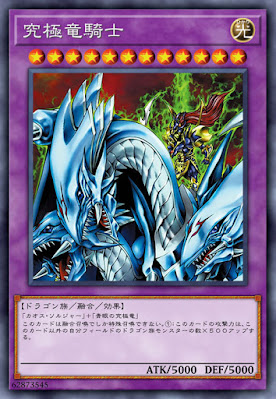 究極竜騎士
光
【ドラゴン族/融合/効果】
「カオス・ソルジャー」+「青眼の究極竜」
このカードは融合召喚でしか特殊召喚できない。①:このカードの攻撃力は、こ
のカード以外の自分フィールドのドラゴン族モンスターの数×500アップす
る。
ATK/5000 DEF/5000
62873545